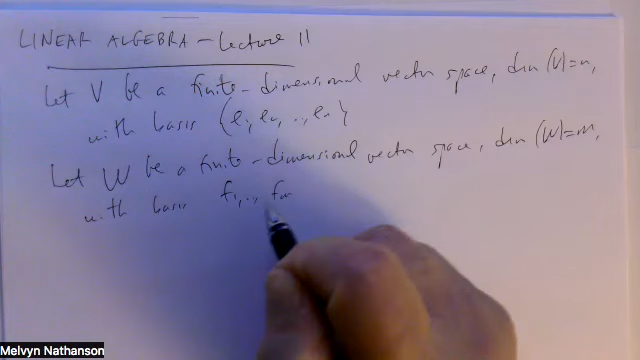 LINEAR ALGEBRA - Lecture 11
Let V be a finite-dimensional vector space, dim (V)=n,
with basis {e1, e2, .., en}
Let W be a finite-dimensional vector space, dim (W)=m,
with basis f1, .., fm
Melvyn Nathanson